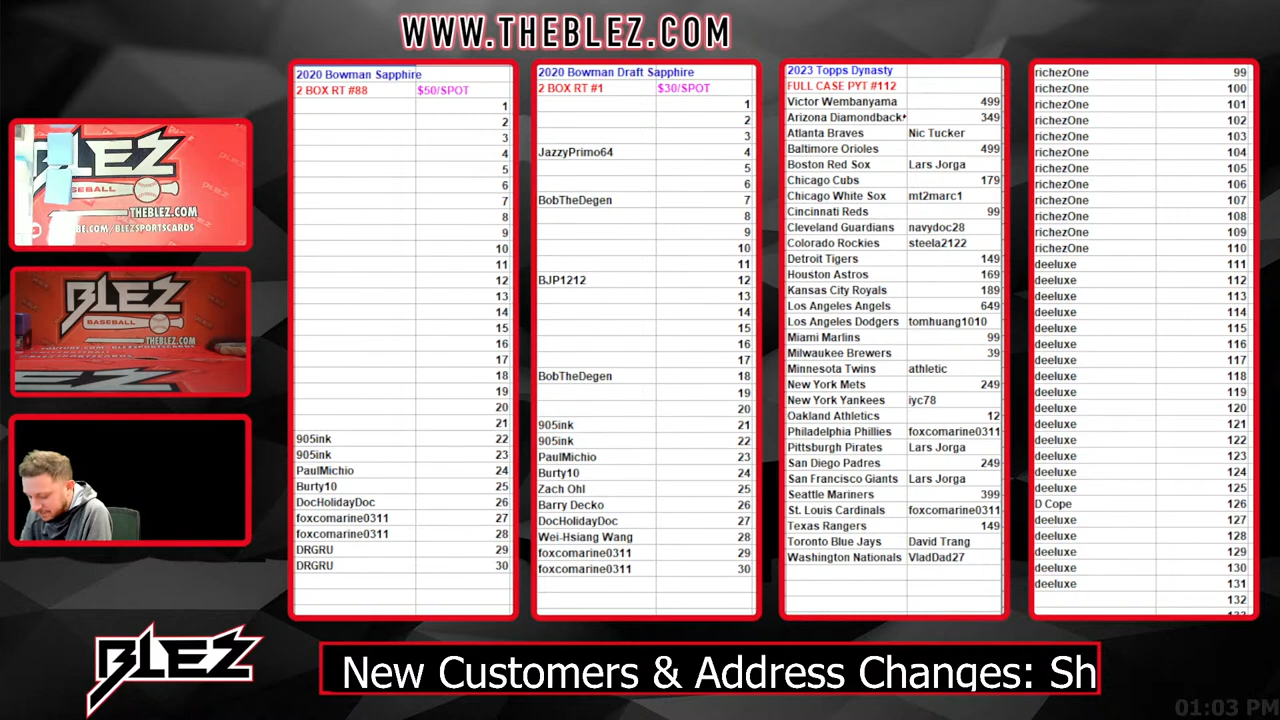 WWW.THEBLEZ.COM
BLEZ
BASEBALL
THEBLEZ.COM
BE.COM/BLEZSPORTSCARDS
BLEZ
BASEBALL
THEBLEZ.COM
2020 Bowman Sapphire
2 BOX RT #88 $50/SPOT
1
2
3
4
5
6
7
8
9
10
11
12
13
14
15
16
17
18
19
20
21
905ink 22
905ink 23
PaulMichio 24
Burty10 25
DocHolidayDoc 26
foxcomarine0311 27
foxcomarine0311 28
DRGRU 29
DRGRU 30
2020 Bowman Draft Sapphire
2 BOX RT #1 $30/SPOT
1
2
3
JazzyPrimo64 4
5
6
BobTheDegen 7
8
9
10
11
BJP1212 12
13
14
15
16
17
BobTheDegen 18
19
20
905ink 21
905ink 22
PaulMichio 23
Burty10 24
Zach Ohl 25
Barry Decko 26
DocHolidayDoc 27
Wei-Hsiang Wang 28
foxcomarine0311 29
foxcomarine0311 30
2023 Topps Dynasty
FULL CASE PYT #112
Victor Wembanyama 499
Arizona Diamondback 349
Atlanta Braves Nic Tucker
Baltimore Orioles 499
Boston Red Sox Lars Jorga
Chicago Cubs 179
Chicago White Sox mt2marc1
Cincinnati Reds 99
Cleveland Guardians navydoc28
Colorado Rockies steela2122
Detroit Tigers 149
Houston Astros 169
Kansas City Royals 189
Los Angeles Angels 649
Los Angeles Dodgers tomhuang1010
Miami Marlins 99
Milwaukee Brewers 39
Minnesota Twins athletic
New York Mets 249
New York Yankees iyc78
Oakland Athletics 12
Philadelphia Phillies foxcomarine0311
Pittsburgh Pirates Lars Jorga
San Diego Padres 249
San Francisco Giants Lars Jorga
Seattle Mariners 399
St. Louis Cardinals foxcomarine0311
Texas Rangers 149
Toronto Blue Jays David Trang
Washington Nationals VladDad27
richezOne 99
richezOne 100
richezOne 101
richezOne 102
richezOne 103
richezOne 104
richezOne 105
richezOne 106
richezOne 107
richezOne 108
richezOne 109
richezOne 110
deeluxe 111
deeluxe 112
deeluxe 113
deeluxe 114
deeluxe 115
deeluxe 116
deeluxe 117
deeluxe 118
deeluxe 119
deeluxe 120
deeluxe 121
deeluxe 122
deeluxe 123
deeluxe 124
deeluxe 125
D Cope 126
deeluxe 127
deeluxe 128
deeluxe 129
deeluxe 130
deeluxe 131
132
BLEZ
New Customers & Address Changes: Sh
01:03 PM